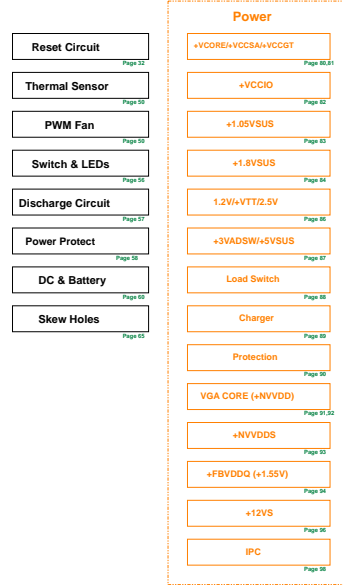 Reset Circuit
Page 32
Thermal Sensor
Page 50
PWM Fan
Page 50
Switch & LEDs
Page 56
Discharge Circuit
Page 57
Power Protect
Page 58
DC & Battery
Page 60
Skew Holes
Page 65
Power
+VCORE/+VCCSA/+VCCGT
Page 80,81
+VCCIO
Page 82
+1.05VSUS
Page 83
+1.8VSUS
Page 84
1.2V/+VTT/2.5V
Page 86
+3VADSW/+5VSUS
Page 87
Load Switch
Page 88
Charger
Page 89
Protection
Page 90
VGA CORE (+NVVDD)
Page 91,92
+NVVDDS
Page 93
+FBVDDQ (+1.55V)
Page 94
+12VS
Page 96
IPC
Page 98